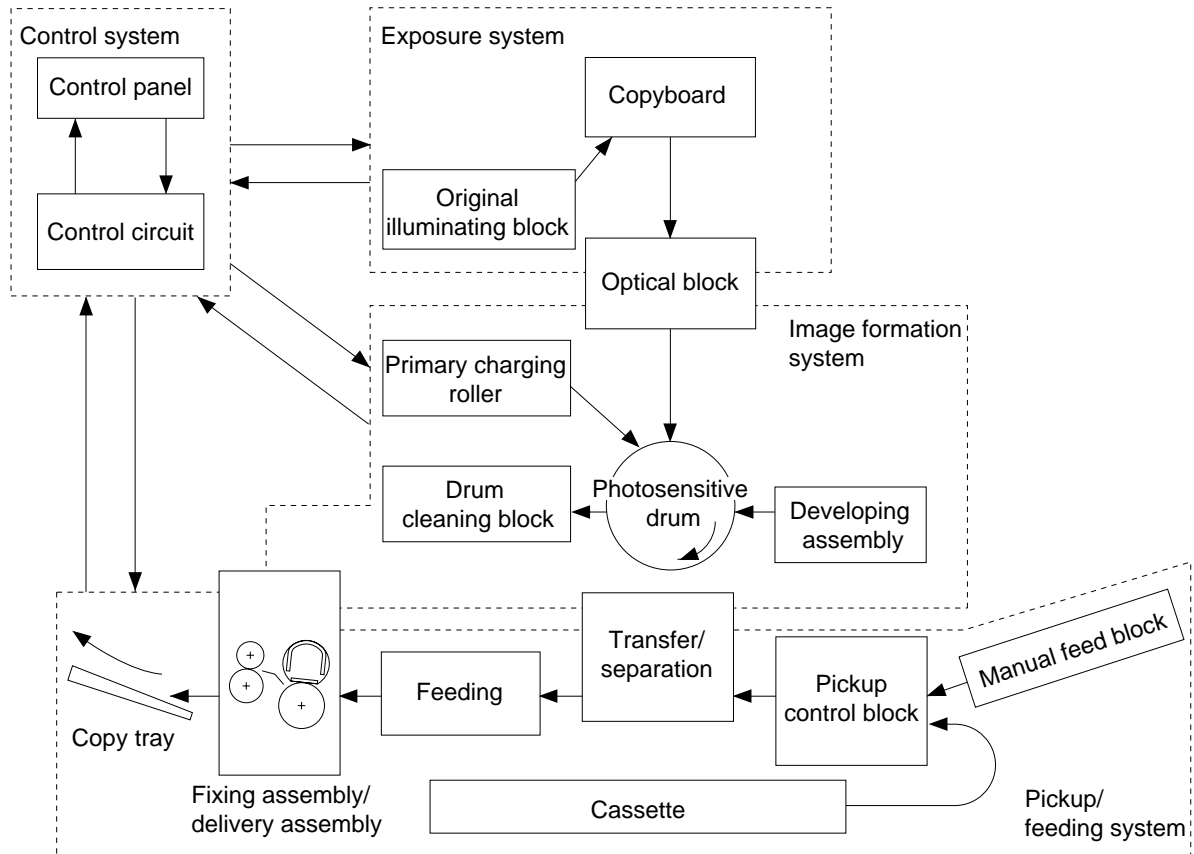 Control system
Control panel
Control circuit
Exposure system
Copyboard
Original
illuminating block
Optical block
Image formation
system
Primary charging
roller
Drum
cleaning block
Photosensitive
drum
Developing
assembly
Transfer/
separation
Pickup
control block
Manual feed block
Feeding
Copy tray
Fixing assembly/
delivery assembly
Cassette
Pickup/
feeding system